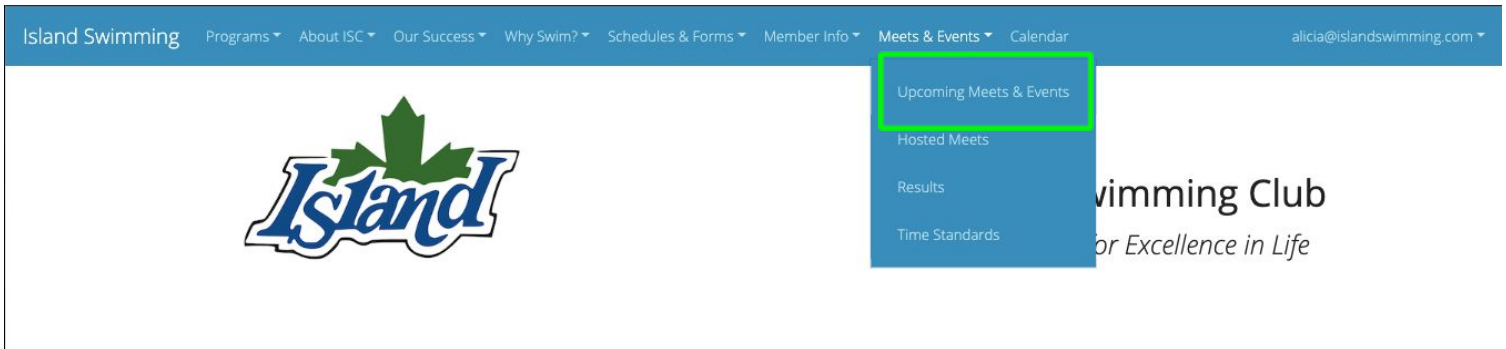 Island Swimming Programs About ISC Our Success Why Swim? Schedules & Forms Member Info Meets & Events Calendar alicia@islandswimming.com
Upcoming Meets & Events
Hosted Meets
Results
Time Standards
Island
wimming Club
or Excellence in Life